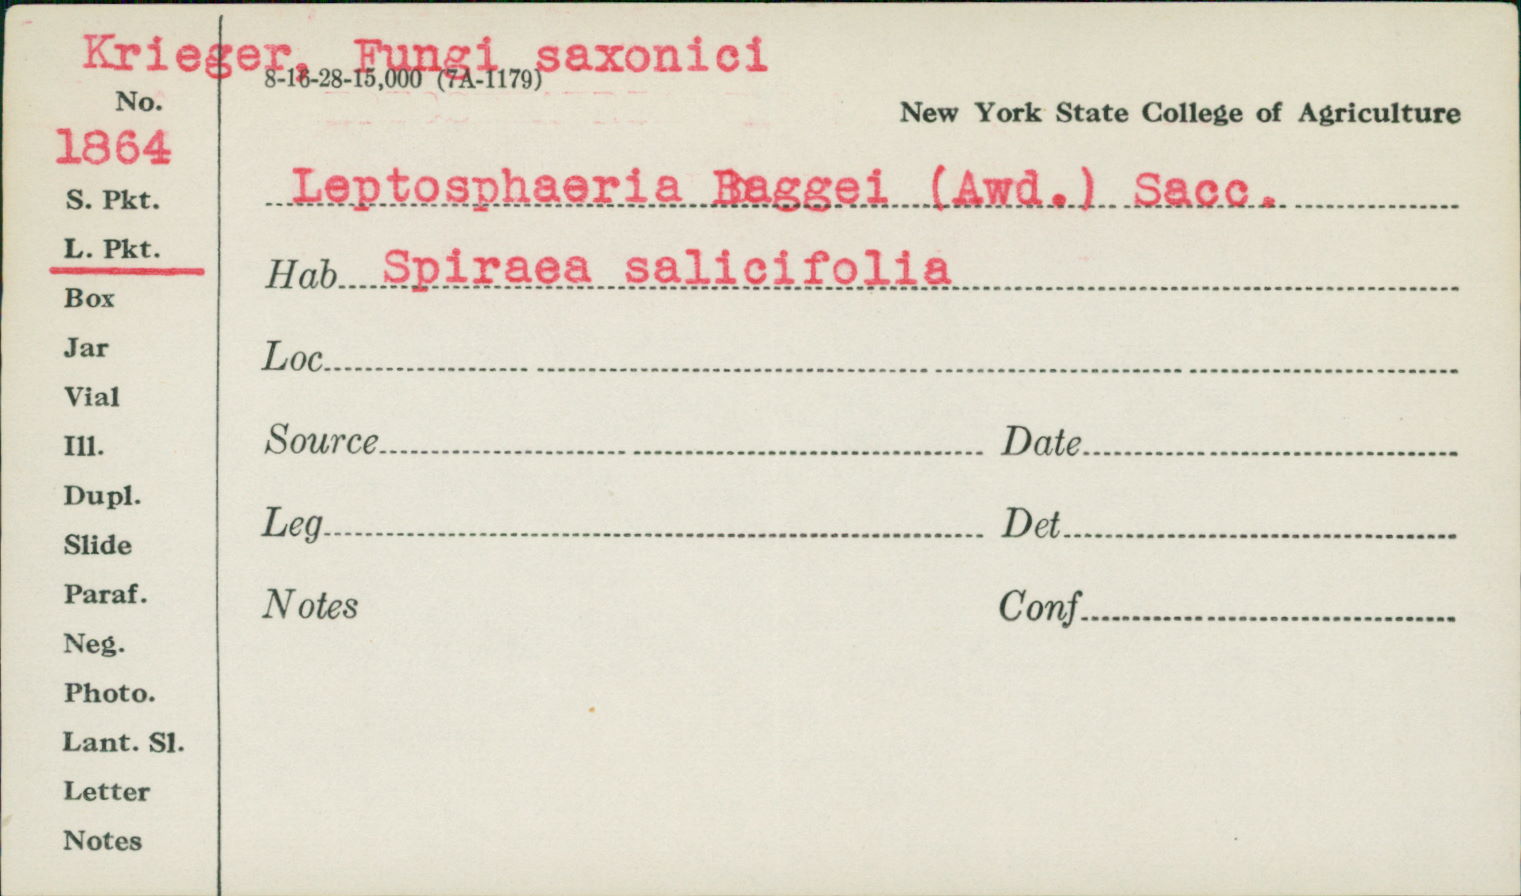 Krieger, Fungi saxonici
8-16-28-15,000 (7A-1179)
No.
New York State College of Agriculture
1864
Leptosphaeria Baggei (Awd.) Sacc.
S. Pkt.
L. Pkt.
Hab. Spiraea salicifolia
Box
Jar
Loc.
Vial
Ill.
Source
Date
Dupl.
Leg.
Det.
Slide
Paraf.
Notes
Conf.
Neg.
Photo.
Lant. Sl.
Letter
Notes